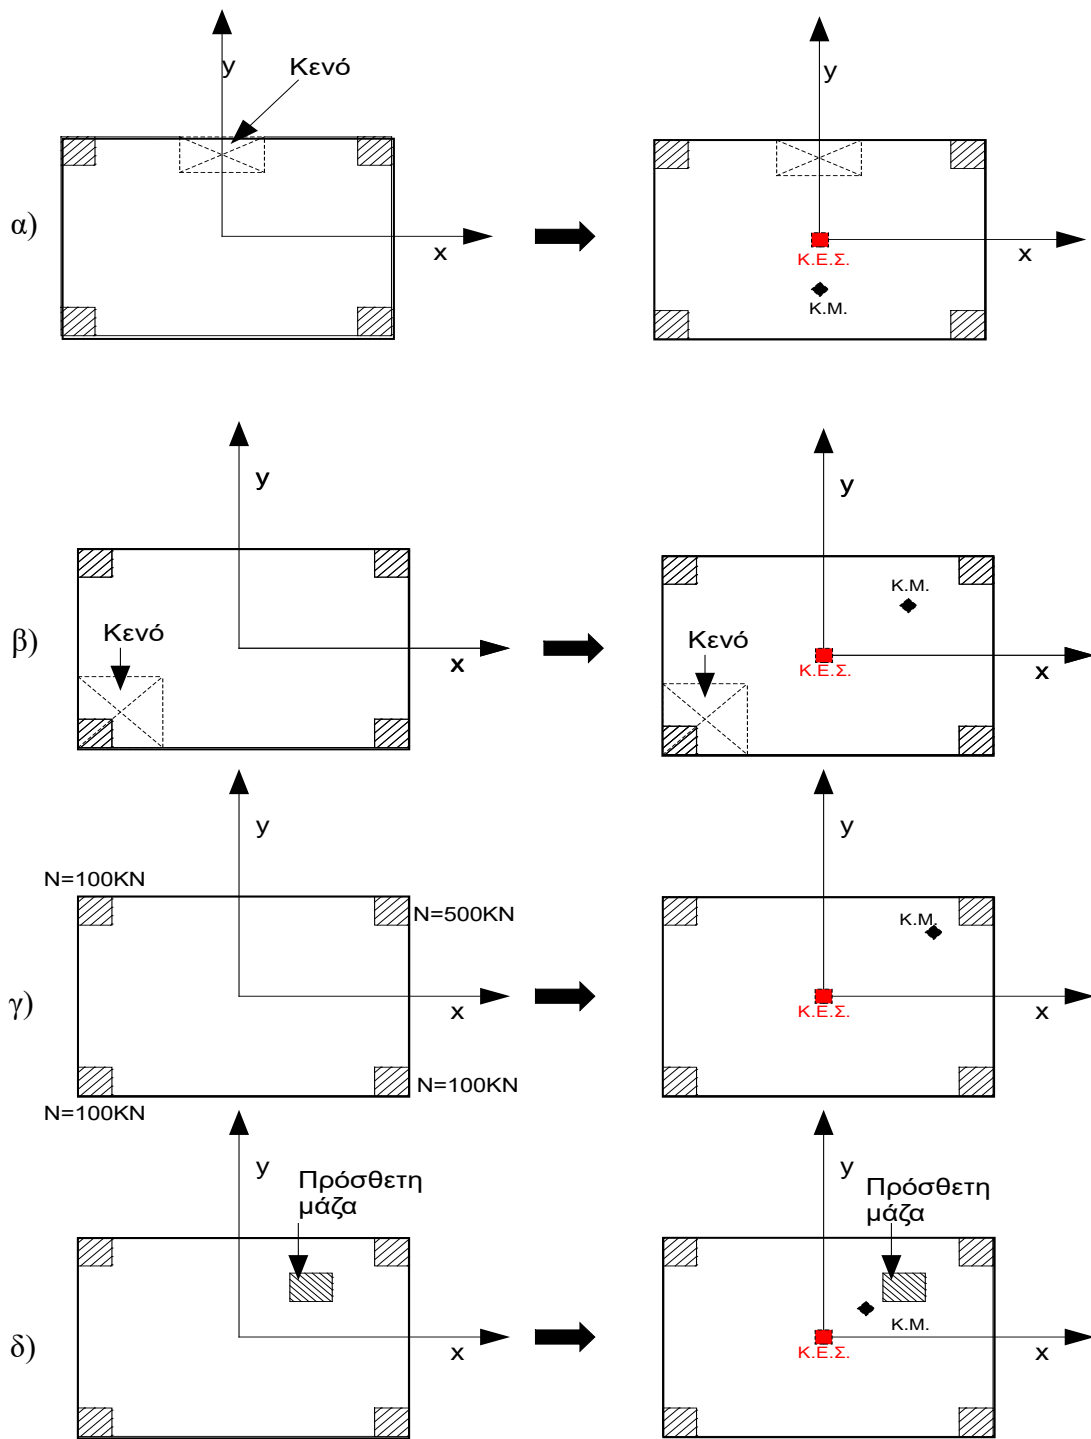 y
Κενό
α)
x
y
Κ.Ε.Σ.
x
Κ.Μ.
y
Κενό
β)
x
y
Κ.Μ.
Κενό
Κ.Ε.Σ.
x
y
N=100KN
N=500KN
γ)
x
N=100KN
N=100KN
y
Κ.Μ.
Κ.Ε.Σ.
x
y
Πρόσθετη
μάζα
δ)
x
y
Πρόσθετη
μάζα
Κ.Μ.
Κ.Ε.Σ.
x